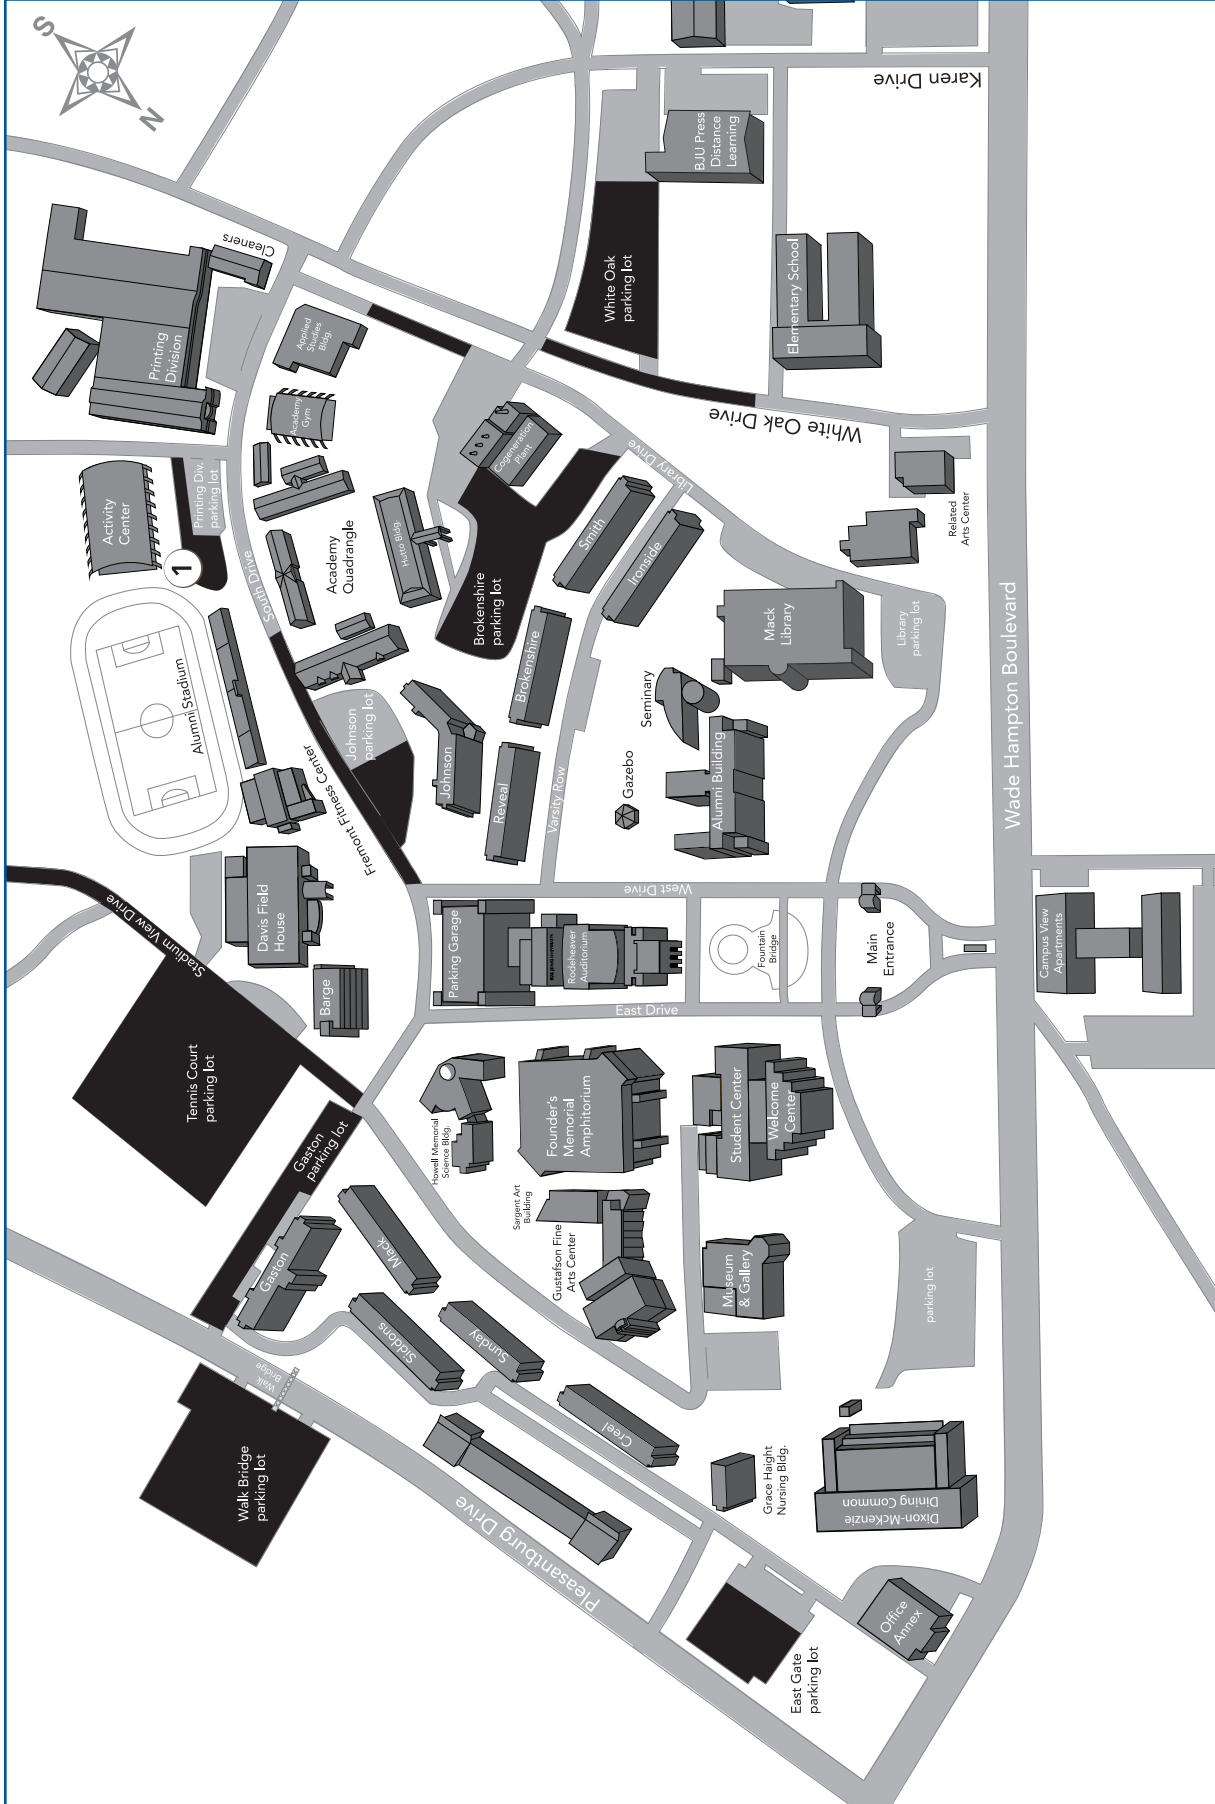 S
N
Karen Drive
BJU Press
Distance
Learning
Cleaners
White Oak
parking lot
Elementary School
Printing
Division
Applied
Studies
Bldg.
Academy
Gym
White Oak Drive
Cogeneration
Plant
Library Drive
Printing Div.
parking lot
Activity
Center
1
South Drive
Academy
Quadrangle
Hutto Bldg.
Smith
Ironside
Related
Arts Center
Brokenshire
parking lot
Brokenshire
Mack
Library
Library
parking lot
Wade Hampton Boulevard
Alumni Stadium
Johnson
parking lot
Johnson
Reveal
Varsity Row
Seminary
Gazebo
Alumni Building
Fremont Fitness Center
West Drive
Stadium View Drive
Davis Field
House
Barge
Parking Garage
Rodeheaver
Auditorium
Fountain
Bridge
Main
Entrance
Campus View
Apartments
East Drive
Tennis Court
parking lot
Gaston
parking lot
Howell Memorial
Science Bldg.
Founder's
Memorial
Amphitorium
Student Center
Welcome
Center
Sargent Art
Building
Gustafson Fine
Arts Center
Museum
& Gallery
parking lot
Gaston
Mack
Siddons
Sunday
Creel
Walk
Bridge
Walk Bridge
parking lot
Pleasantburg Drive
Grace Haight
Nursing Bldg.
Dixon-McKenzie
Dining Common
Office
Annex
East Gate
parking lot